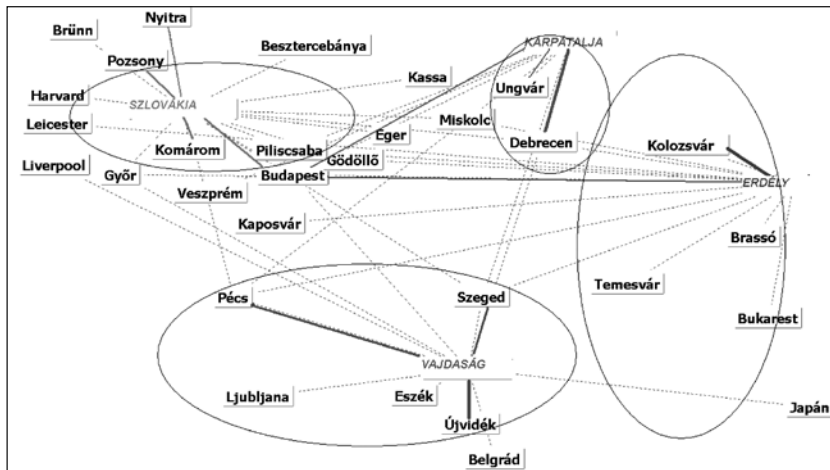 Nyitra
Brünn
Besztercebánya
KÁRPÁTALJA
Pozsony
Kassa
Ungvár
Harvard
SZLOVÁKIA
Leicester
Miskolc
Eger
Debrecen
Kolozsvár
Komárom
Piliscsaba
Liverpool
Gödöllő
Győr
Budapest
ERDÉLY
Veszprém
Kaposvár
Brassó
Temesvár
Pécs
Szeged
Bukarest
VAJDASÁG
Ljubljana
Eszék
Japán
Újvidék
Belgrád